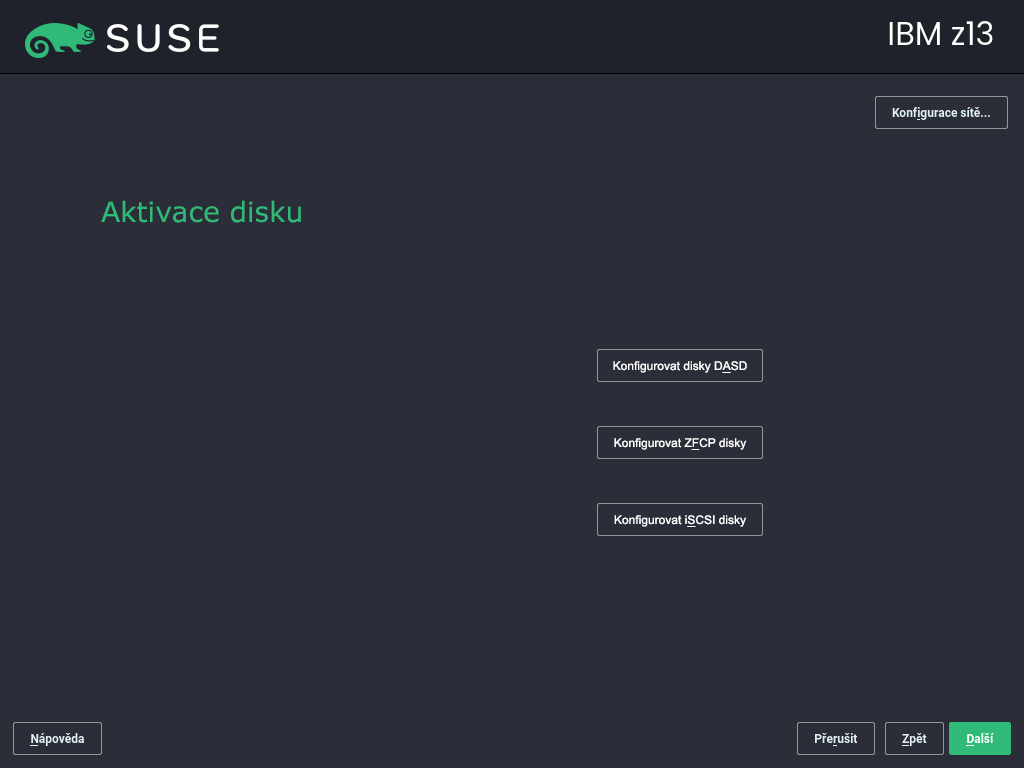 SUSE
IBM z13
Konfigurace sítě...
Aktivace disku
Konfigurovat disky DASD
Konfigurovat ZFCP disky
Konfigurovat iSCSI disky
Nápověda
Přerušit
Zpět
Další